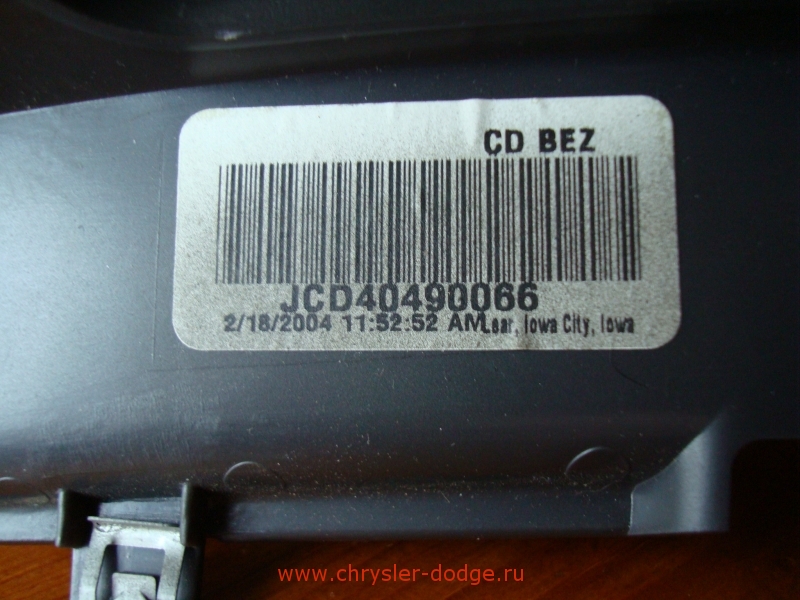 CD BEZ
JCD40490066
2/18/2004 11:52:52 AM Lear, Iowa City, Iowa
www.chrysler-dodge.ru